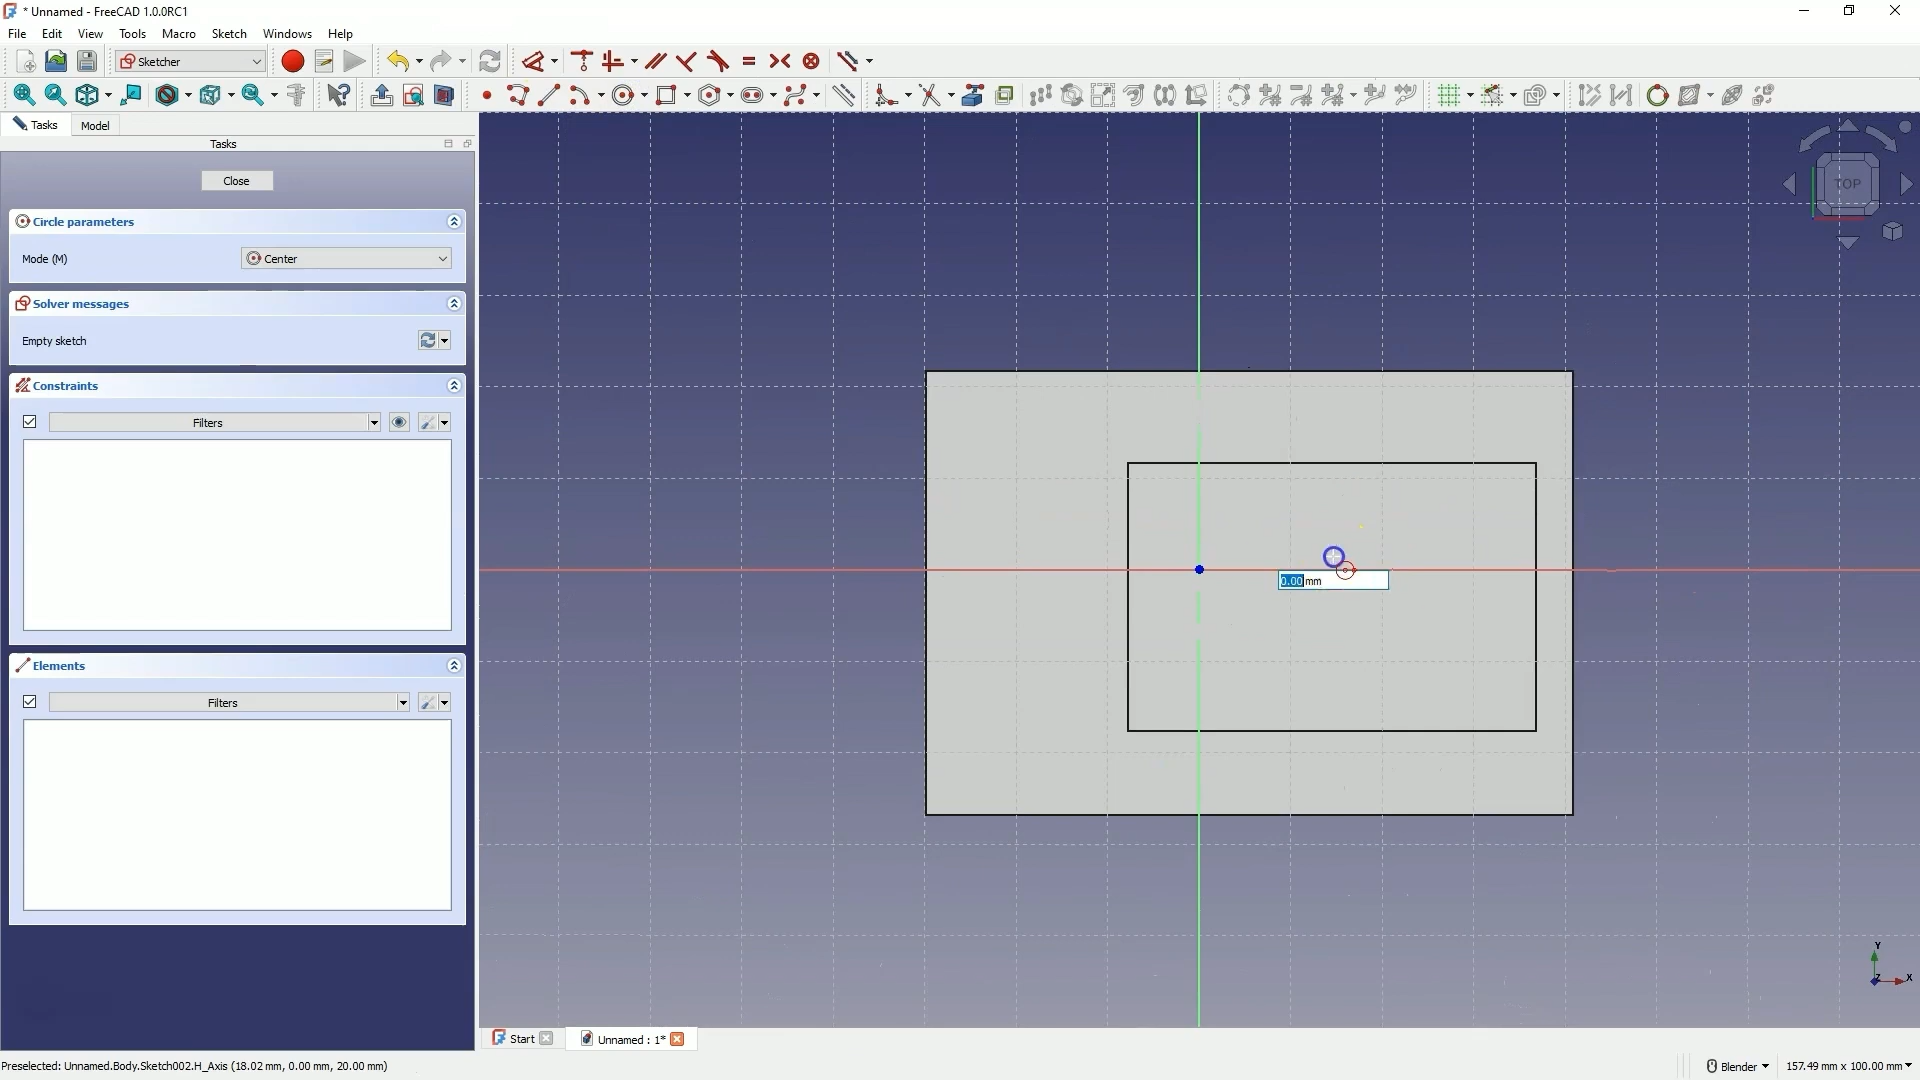 * Unnamed - FreeCAD 1.0.0RC1
File Edit View Tools Macro Sketch Windows Help
Sketcher
Tasks Model
Tasks
Close
Circle parameters
Mode (M) Center
Solver messages
Empty sketch
Constraints
Filters
Elements
Filters
TOP
0.00 mm
Y
Z X
Start Unnamed : 1*
Preselected: Unnamed.Body.Sketch002.H_Axis (18.02 mm, 0.00 mm, 20.00 mm) Blender 157.49 mm x 100.00 mm